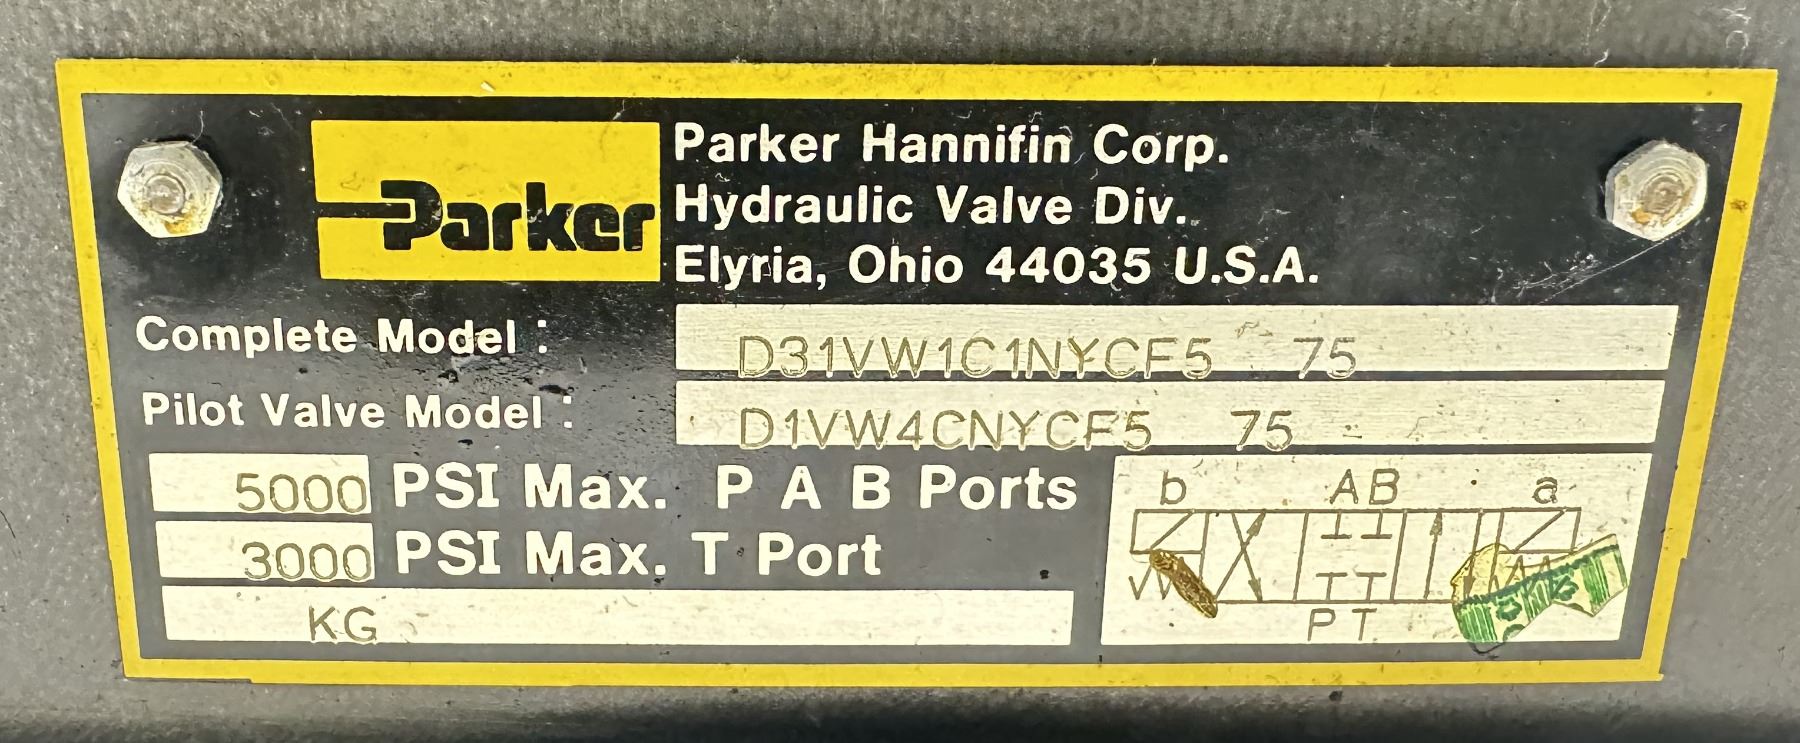 Parker
Parker Hannifin Corp.
Hydraulic Valve Div.
Elyria, Ohio 44035 U.S.A.
Complete Model : D31VW1C1NYCF5 75
Pilot Valve Model : D1VW4CNYCF5 75
5000 PSI Max. P A B Ports
3000 PSI Max. T Port
KG
b AB a
PT